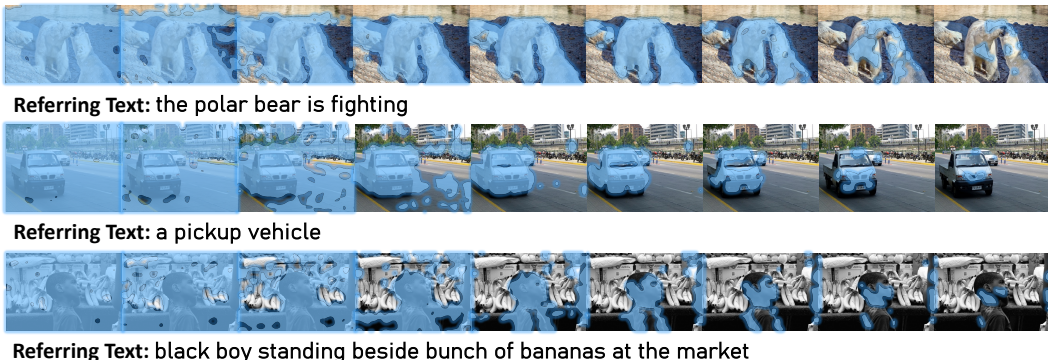 Referring Text: the polar bear is fighting
Referring Text: a pickup vehicle
Referring Text: black boy standing beside bunch of bananas at the market